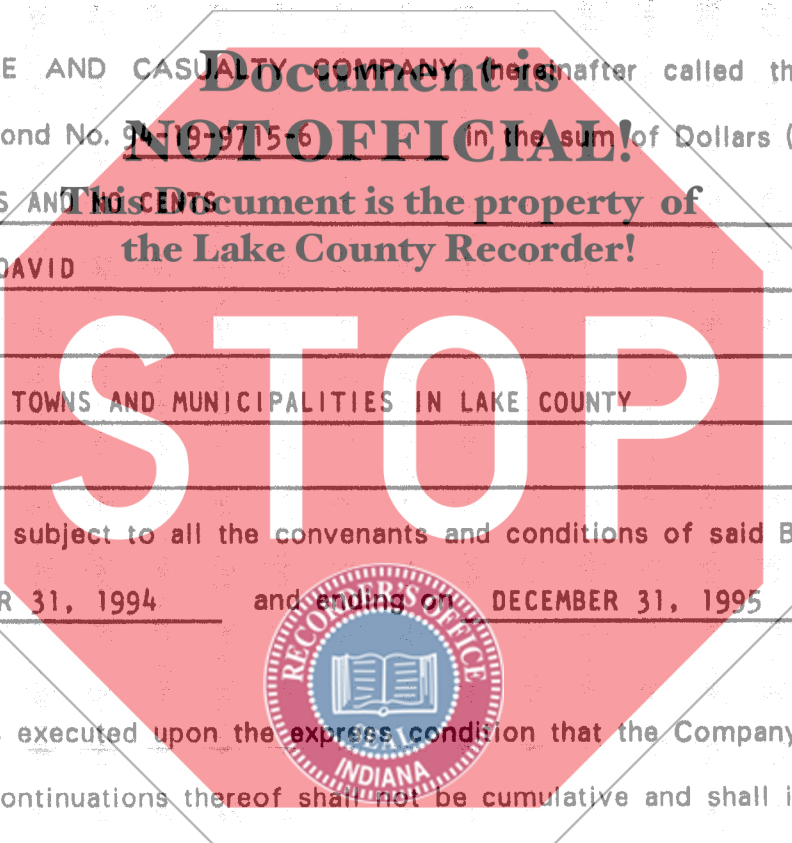 E AND CASUALTY COMPANY (hereinafter called th
Document is
ond No. 94-19-9715-6 in the sum of Dollars (
NOT OFFICIAL!
S AND NO CENTS
This Document is the property of
the Lake County Recorder!
DAVID
STOP
TOWNS AND MUNICIPALITIES IN LAKE COUNTY
subject to all the convenants and conditions of said B
R 31, 1994 and ending on DECEMBER 31, 1995
RECORDER'S OFFICE
SEAL
INDIANA
s executed upon the express condition that the Company
ontinuations thereof shall not be cumulative and shall i